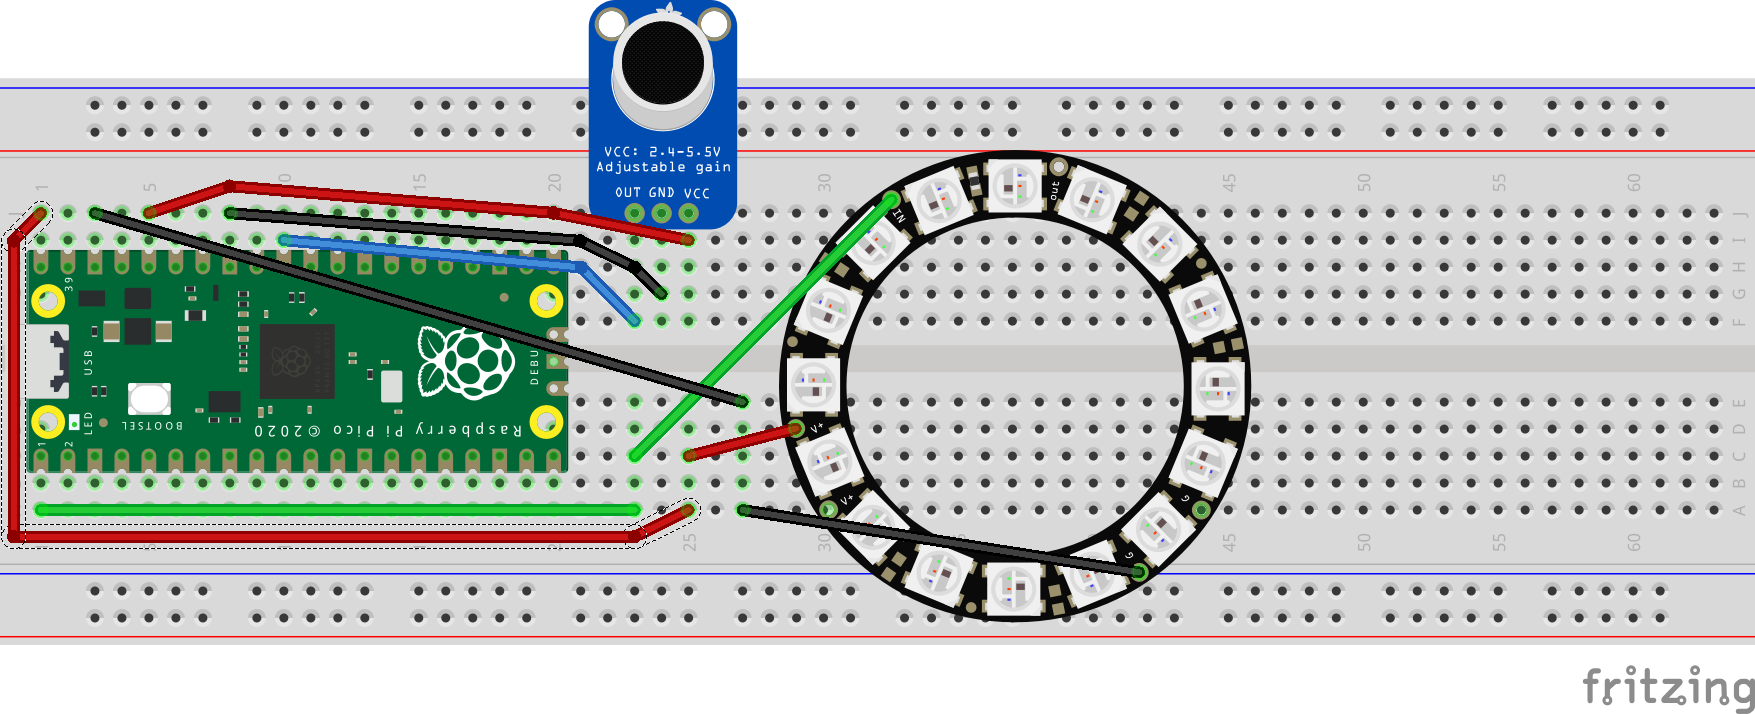 VCC: 2.4-5.5V
Adjustable gain
OUT GND VCC
1 5 15 20 30 45 50 55 60
J J
I
H
G
F
39
USB
DEBU
BOOTSEL
LED
1
2
Raspberry Pi Pico ©2020
IN
Out
V+
V+
G
G
E
D
C
B
A
25 30 45 50 55 60
fritzing